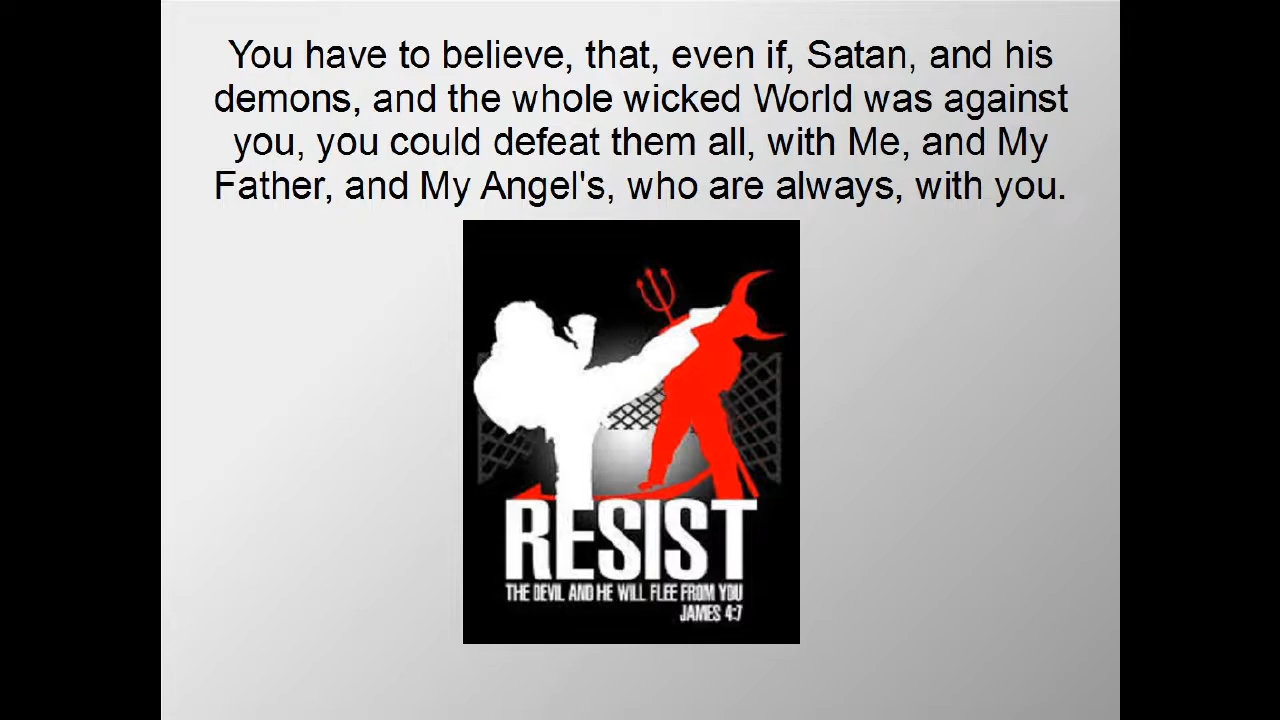 You have to believe, that, even if, Satan, and his
demons, and the whole wicked World was against
you, you could defeat them all, with Me, and My
Father, and My Angel's, who are always, with you.
RESIST
THE DEVIL AND HE WILL FLEE FROM YOU
JAMES 4:7